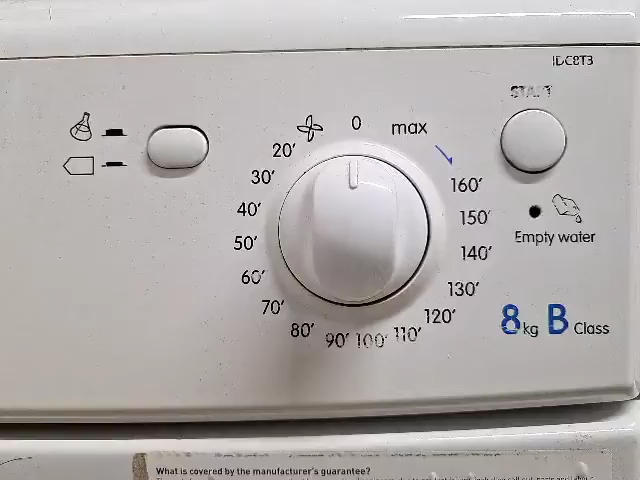 IDC8T3
START
0
max
20'
30'
40'
50'
60'
70'
80'
90'
100'
110'
120'
130'
140'
150'
160'
Empty water
8kg B Class
What is covered by the manufacturer's guarantee?